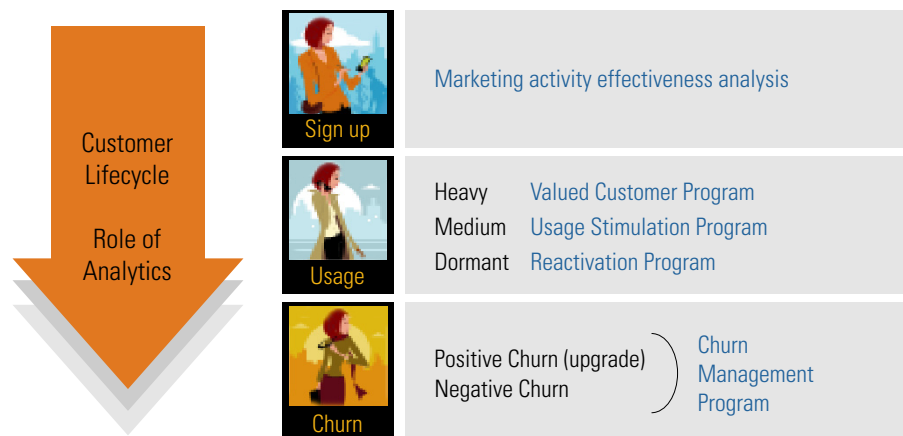 Customer
Lifecycle
Role of
Analytics
Sign up
Marketing activity effectiveness analysis
Usage
Heavy Valued Customer Program
Medium Usage Stimulation Program
Dormant Reactivation Program
Churn
Positive Churn (upgrade)
Negative Churn
Churn
Management
Program